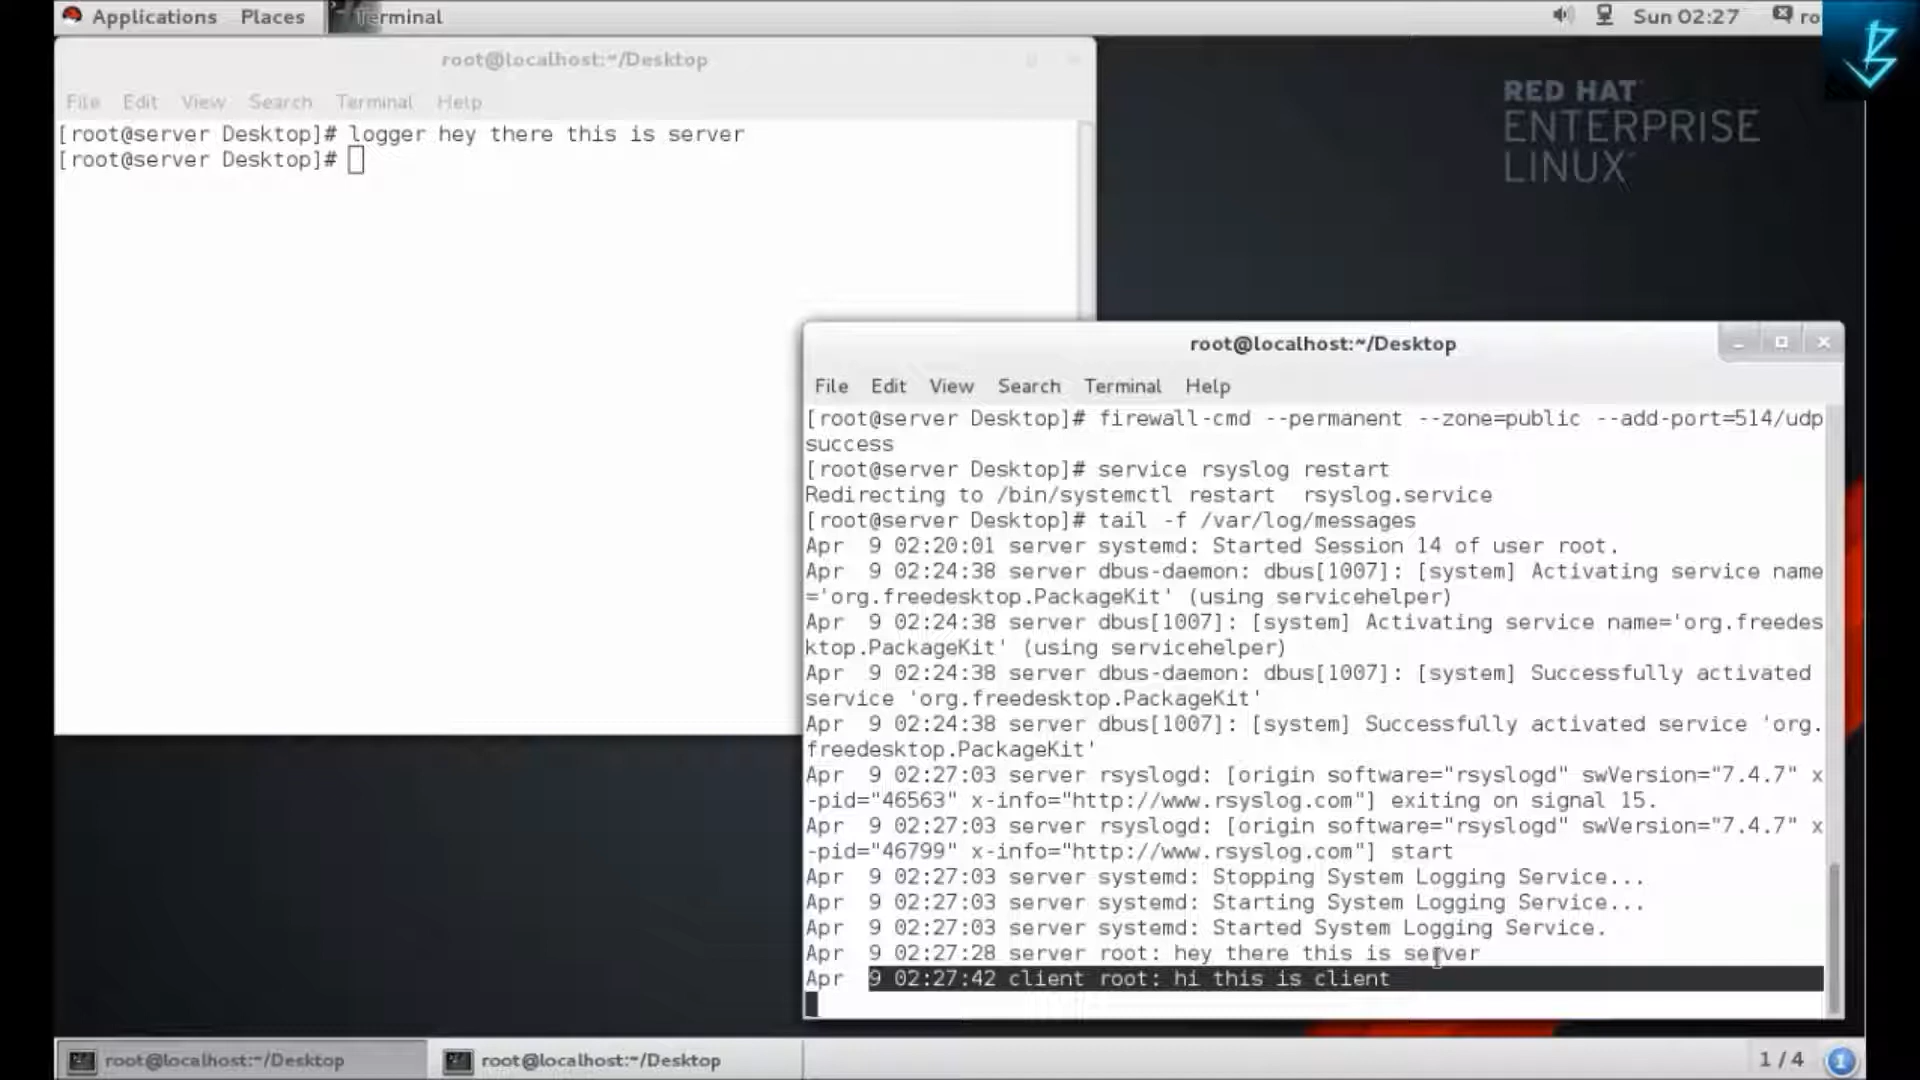 Applications Places Terminal Sun 02:27 ro
RED HAT
ENTERPRISE
LINUX
root@localhost:~/Desktop
File Edit View Search Terminal Help
[root@server Desktop]# logger hey there this is server
[root@server Desktop]#
root@localhost:~/Desktop
File Edit View Search Terminal Help
[root@server Desktop]# firewall-cmd --permanent --zone=public --add-port=514/udp
success
[root@server Desktop]# service rsyslog restart
Redirecting to /bin/systemctl restart  rsyslog.service
[root@server Desktop]# tail -f /var/log/messages
Apr  9 02:20:01 server systemd: Started Session 14 of user root.
Apr  9 02:24:38 server dbus-daemon: dbus[1007]: [system] Activating service name
='org.freedesktop.PackageKit' (using servicehelper)
Apr  9 02:24:38 server dbus[1007]: [system] Activating service name='org.freedes
ktop.PackageKit' (using servicehelper)
Apr  9 02:24:38 server dbus-daemon: dbus[1007]: [system] Successfully activated
service 'org.freedesktop.PackageKit'
Apr  9 02:24:38 server dbus[1007]: [system] Successfully activated service 'org.
freedesktop.PackageKit'
Apr  9 02:27:03 server rsyslogd: [origin software="rsyslogd" swVersion="7.4.7" x
-pid="46563" x-info="http://www.rsyslog.com"] exiting on signal 15.
Apr  9 02:27:03 server rsyslogd: [origin software="rsyslogd" swVersion="7.4.7" x
-pid="46799" x-info="http://www.rsyslog.com"] start
Apr  9 02:27:03 server systemd: Stopping System Logging Service...
Apr  9 02:27:03 server systemd: Starting System Logging Service...
Apr  9 02:27:03 server systemd: Started System Logging Service.
Apr  9 02:27:28 server root: hey there this is server
Apr  9 02:27:42 client root: hi this is client
root@localhost:~/Desktop root@localhost:~/Desktop 1 / 4 1